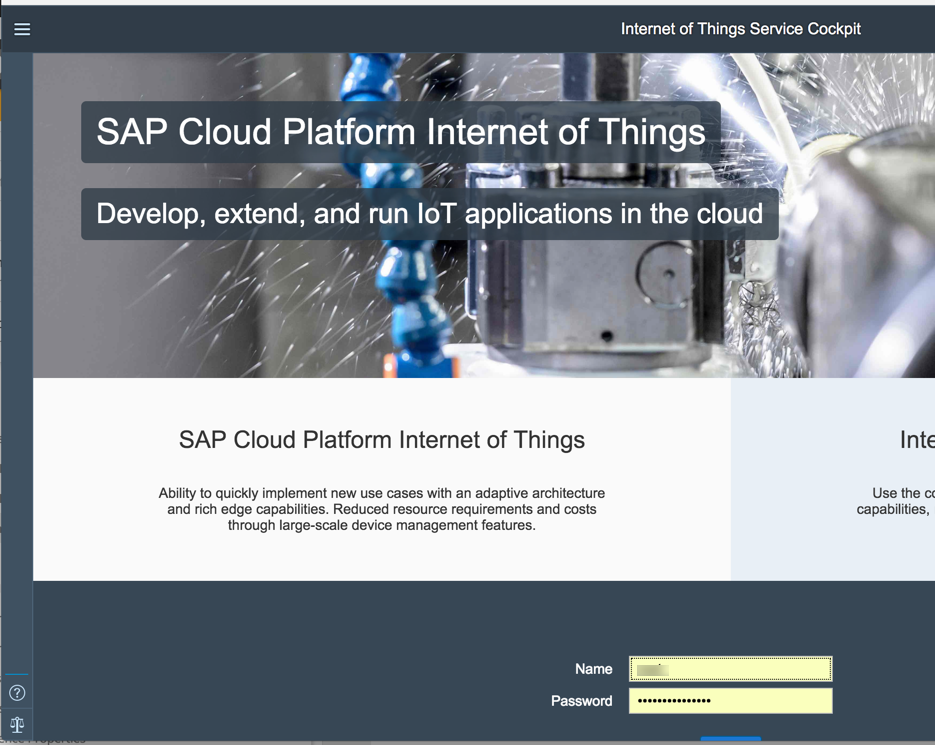 Internet of Things Service Cockpit
SAP Cloud Platform Internet of Things
Develop, extend, and run IoT applications in the cloud
SAP Cloud Platform Internet of Things
Ability to quickly implement new use cases with an adaptive architecture
and rich edge capabilities. Reduced resource requirements and costs
through large-scale device management features.
Use the
capabilities,
Name
Password